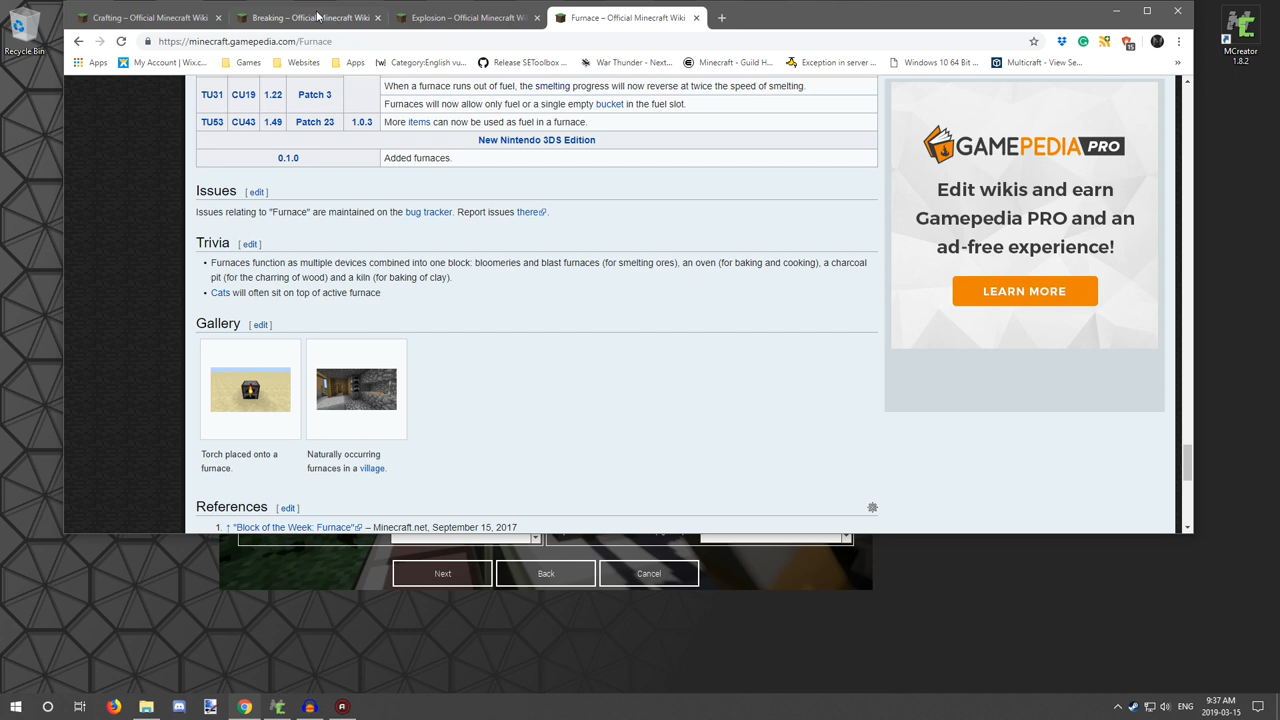 Recycle Bin
MCreator
1.8.2
Crafting – Official Minecraft Wiki
Breaking – Official Minecraft Wiki
Explosion – Official Minecraft Wiki
Furnace – Official Minecraft Wiki
https://minecraft.gamepedia.com/Furnace
15
Apps
My Account | Wix.c...
Games
Websites
Apps
Category:English vu...
Release SEToolbox ...
War Thunder - Next...
Minecraft - Guild H...
Exception in server ...
Windows 10 64 Bit ...
Multicraft - View Se...
»
TU31 CU19 1.22 Patch 3
When a furnace runs out of fuel, the smelting progress will now reverse at twice the speed of smelting.
Furnaces will now allow only fuel or a single empty bucket in the fuel slot.
TU53 CU43 1.49 Patch 23 1.0.3 More items can now be used as fuel in a furnace.
New Nintendo 3DS Edition
0.1.0 Added furnaces.
Issues [ edit ]
Issues relating to "Furnace" are maintained on the bug tracker. Report issues there.
Trivia [ edit ]
• Furnaces function as multiple devices combined into one block: bloomeries and blast furnaces (for smelting ores), an oven (for baking and cooking), a charcoal
pit (for the charring of wood) and a kiln (for baking of clay).
• Cats will often sit on top of active furnace
Gallery [ edit ]
Torch placed onto a
furnace.
Naturally occurring
furnaces in a village.
References [ edit ]
1. ↑ "Block of the Week: Furnace" – Minecraft.net, September 15, 2017
GAMEPEDIA PRO
Edit wikis and earn
Gamepedia PRO and an
ad-free experience!
LEARN MORE
Next
Back
Cancel
ENG
9:37 AM
2019-03-15